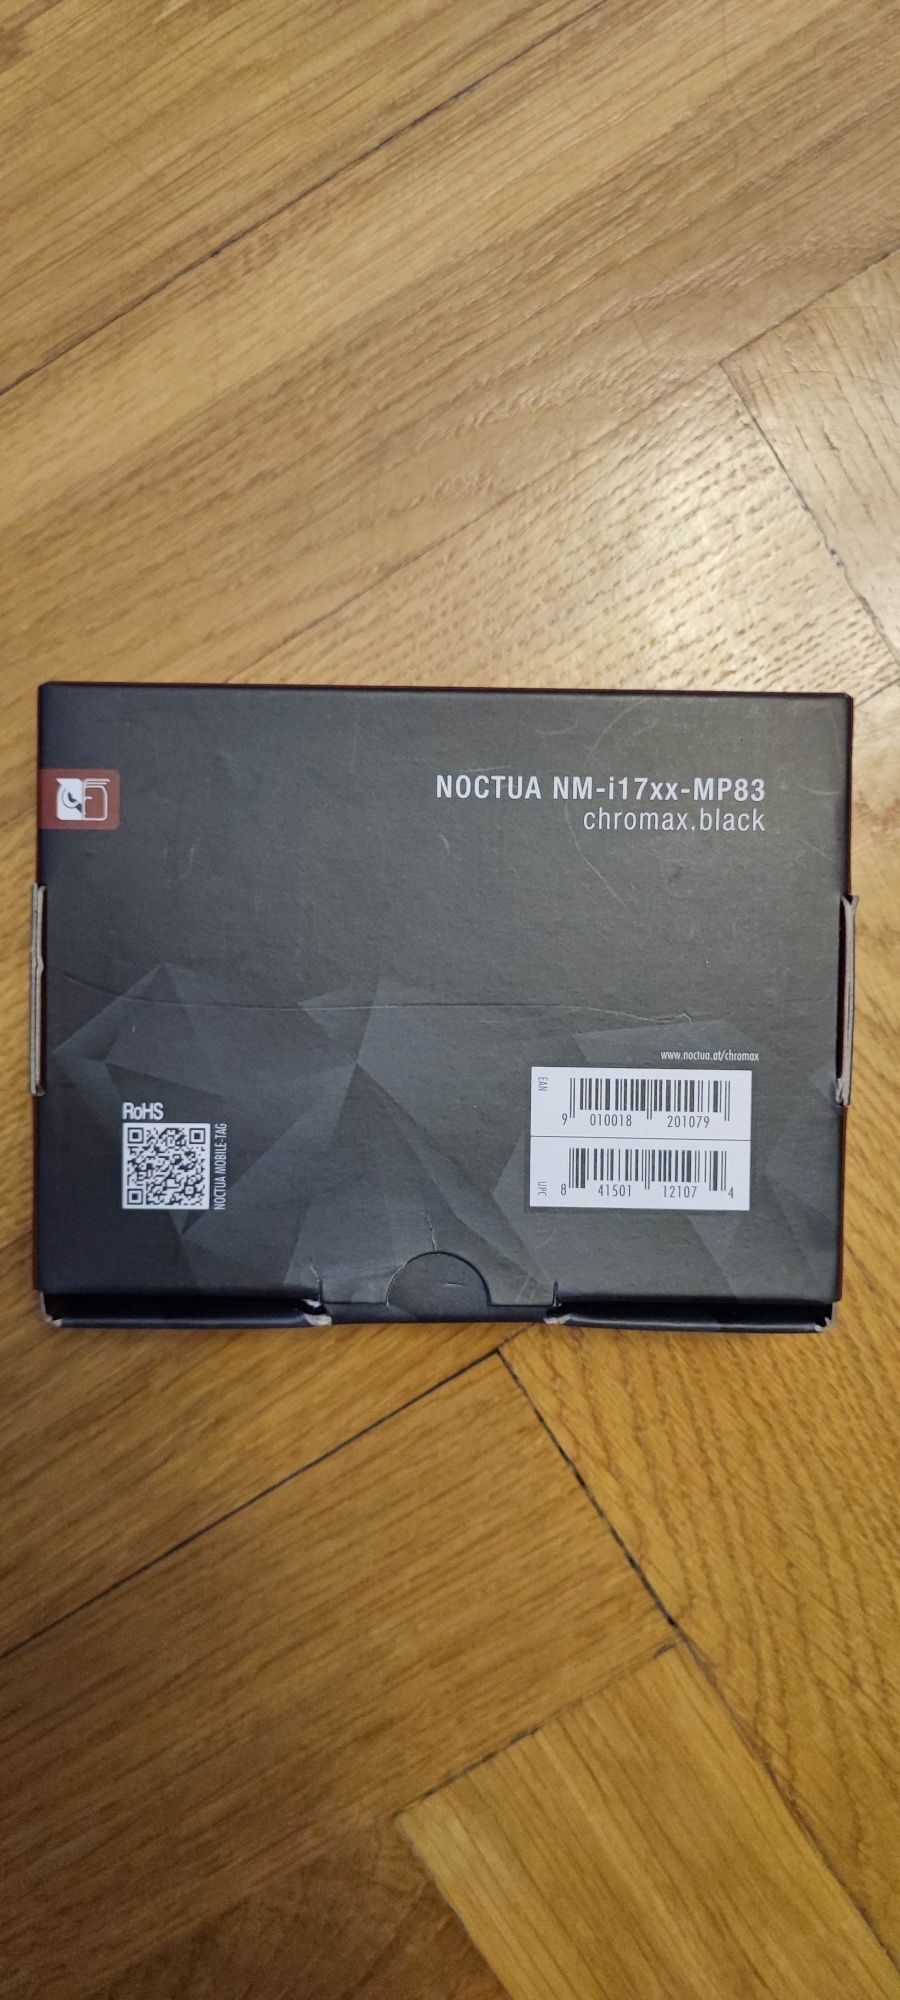 NOCTUA NM-i17xx-MP83
chromax.black
www.noctua.at/chromax
EAN
9 010018 201079
UPC
8 41501 12107 4
RoHS
NOCTUA MOBILE-TAG